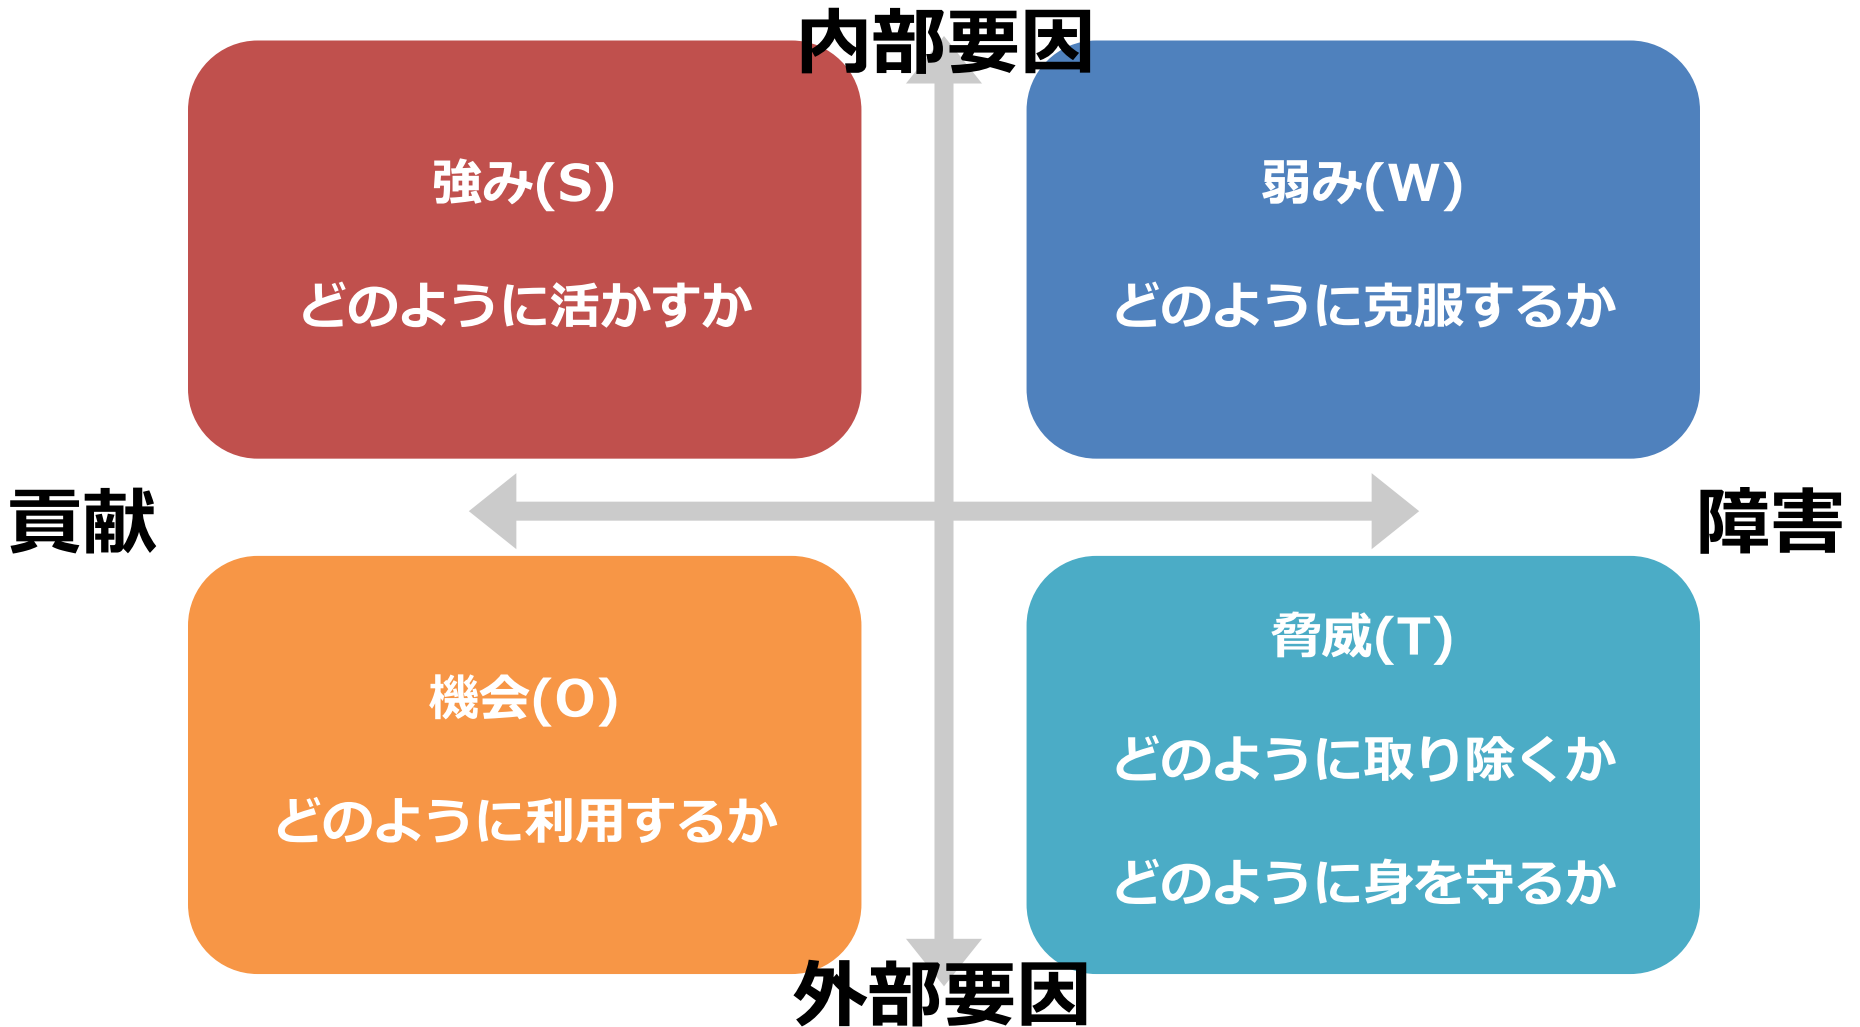 内部要因
強み(S)
どのように活かすか
弱み(W)
どのように克服するか
貢献
障害
機会(O)
どのように利用するか
脅威(T)
どのように取り除くか
どのように身を守るか
外部要因